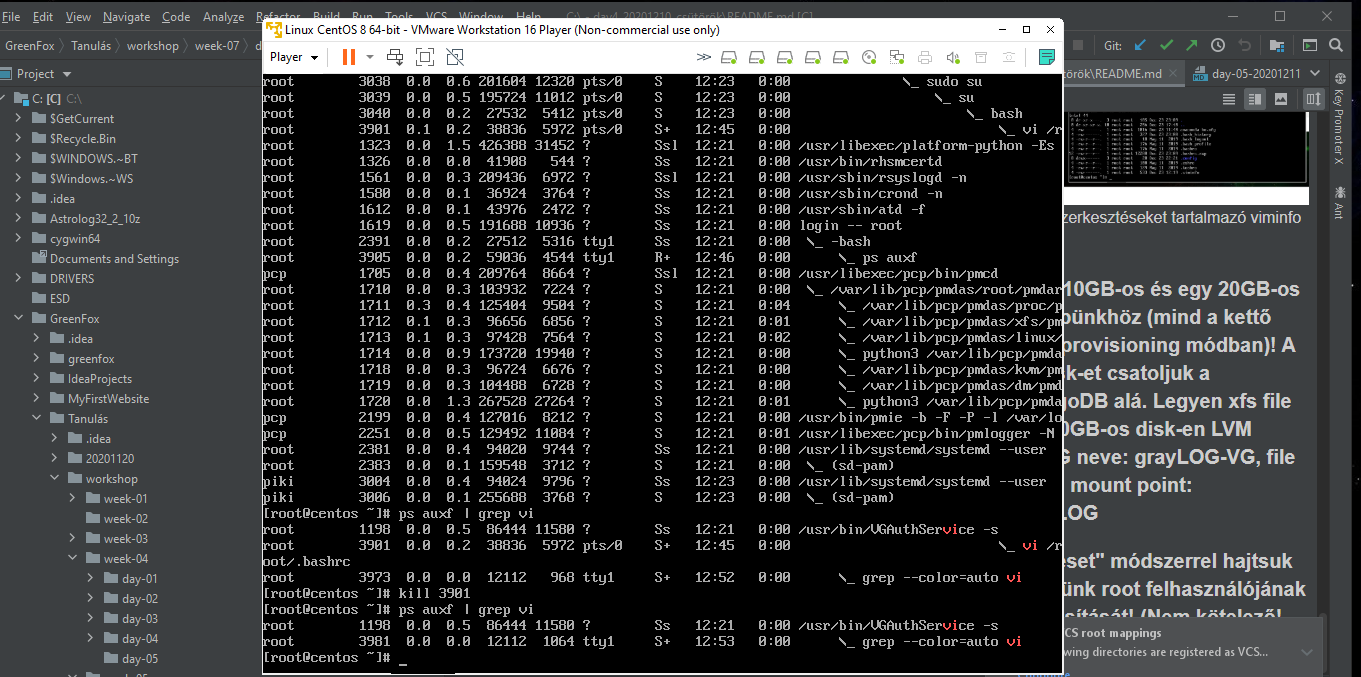 File Edit View Navigate Code Analyze Refactor Build Run Tools VCS Window Help C:\ - day4-20201210_csütörök\README.md [C]
Linux CentOS 8 64-bit - VMware Workstation 16 Player (Non-commercial use only)
GreenFox Tanulás workshop week-07
Player
Git:
Project
C: [C] C:\
$GetCurrent
$Recycle.Bin
$WINDOWS.~BT
$Windows.~WS
.idea
Astrolog32_2_10z
cygwin64
Documents and Settings
DRIVERS
ESD
GreenFox
.idea
greenfox
IdeaProjects
MyFirstWebsite
Tanulás
.idea
20201120
workshop
week-01
week-02
week-03
week-04
day-01
day-02
day-03
day-04
day-05
root 3038 0.0 0.6 201604 12320 pts/0 S 12:23 0:00 \_ sudo su
root 3039 0.0 0.5 195724 11012 pts/0 S 12:23 0:00 \_ su
root 3040 0.0 0.2 27532 5412 pts/0 S 12:23 0:00 \_ bash
root 3901 0.1 0.2 38836 5972 pts/0 S+ 12:45 0:00 \_ vi /r
root 1323 0.0 1.5 426388 31452 ? Ssl 12:21 0:00 /usr/libexec/platform-python -Es
root 1326 0.0 0.0 41908 544 ? Ss 12:21 0:00 /usr/bin/rhsmcertd
root 1561 0.0 0.3 209436 6972 ? Ssl 12:21 0:00 /usr/sbin/rsyslogd -n
root 1580 0.0 0.1 36924 3764 ? Ss 12:21 0:00 /usr/sbin/crond -n
root 1612 0.0 0.1 43976 2472 ? Ss 12:21 0:00 /usr/sbin/atd -f
root 1619 0.0 0.5 191688 10936 ? Ss 12:21 0:00 login -- root
root 2391 0.0 0.2 27512 5316 tty1 S 12:21 0:00 \_ -bash
root 3905 0.0 0.2 59036 4544 tty1 R+ 12:46 0:00 \_ ps auxf
pcp 1705 0.0 0.4 209764 8664 ? Ssl 12:21 0:00 /usr/libexec/pcp/bin/pmcd
root 1710 0.0 0.3 103932 7224 ? S 12:21 0:00 \_ /var/lib/pcp/pmdas/root/pmdar
root 1711 0.3 0.4 125404 9504 ? S 12:21 0:04 \_ /var/lib/pcp/pmdas/proc/p
root 1712 0.1 0.3 96656 6856 ? S 12:21 0:01 \_ /var/lib/pcp/pmdas/xfs/pm
root 1713 0.1 0.3 97428 7564 ? S 12:21 0:02 \_ /var/lib/pcp/pmdas/linux/
root 1714 0.0 0.9 173720 19940 ? S 12:21 0:00 \_ python3 /var/lib/pcp/pmda
root 1718 0.0 0.3 96724 6676 ? S 12:21 0:00 \_ /var/lib/pcp/pmdas/kvm/pm
root 1719 0.0 0.3 104488 6728 ? S 12:21 0:00 \_ /var/lib/pcp/pmdas/dm/pmd
root 1720 0.0 1.3 267528 27264 ? S 12:21 0:01 \_ python3 /var/lib/pcp/pmda
pcp 2199 0.0 0.4 127016 8212 ? S 12:21 0:00 /usr/bin/pmie -b -F -P -l /var/lo
pcp 2251 0.0 0.5 129492 11084 ? S 12:21 0:01 /usr/libexec/pcp/bin/pmlogger -N
root 2381 0.0 0.4 94020 9744 ? Ss 12:21 0:00 /usr/lib/systemd/systemd --user
root 2383 0.0 0.1 159548 3712 ? S 12:21 0:00 \_ (sd-pam)
piki 3004 0.0 0.4 94024 9796 ? Ss 12:23 0:00 /usr/lib/systemd/systemd --user
piki 3006 0.0 0.1 255688 3768 ? S 12:23 0:00 \_ (sd-pam)
[root@centos ~]# ps auxf | grep vi
root 1198 0.0 0.5 86444 11580 ? Ss 12:21 0:00 /usr/bin/VGAuthService -s
root 3901 0.0 0.2 38836 5972 pts/0 S+ 12:45 0:00 \_ vi /r
oot/.bashrc
root 3973 0.0 0.0 12112 968 tty1 S+ 12:52 0:00 \_ grep --color=auto vi
[root@centos ~]# kill 3901
[root@centos ~]# ps auxf | grep vi
root 1198 0.0 0.5 86444 11580 ? Ss 12:21 0:00 /usr/bin/VGAuthService -s
root 3981 0.0 0.0 12112 1064 tty1 S+ 12:53 0:00 \_ grep --color=auto vi
[root@centos ~]# _
török\README.md day-05-20201211
Key Promoter X
Ant
zerkesztéseket tartalmazó viminfo
10GB-os és egy 20GB-os
pünkhöz (mind a kettő
provisioning módban)! A
sk-et csatoljuk a
goDB alá. Legyen xfs file
0GB-os disk-en LVM
G neve: grayLOG-VG, file
mount point:
OG
eset" módszerrel hajtsuk
ünk root felhasználójának
CS root mappings
wing directories are registered as VCS...